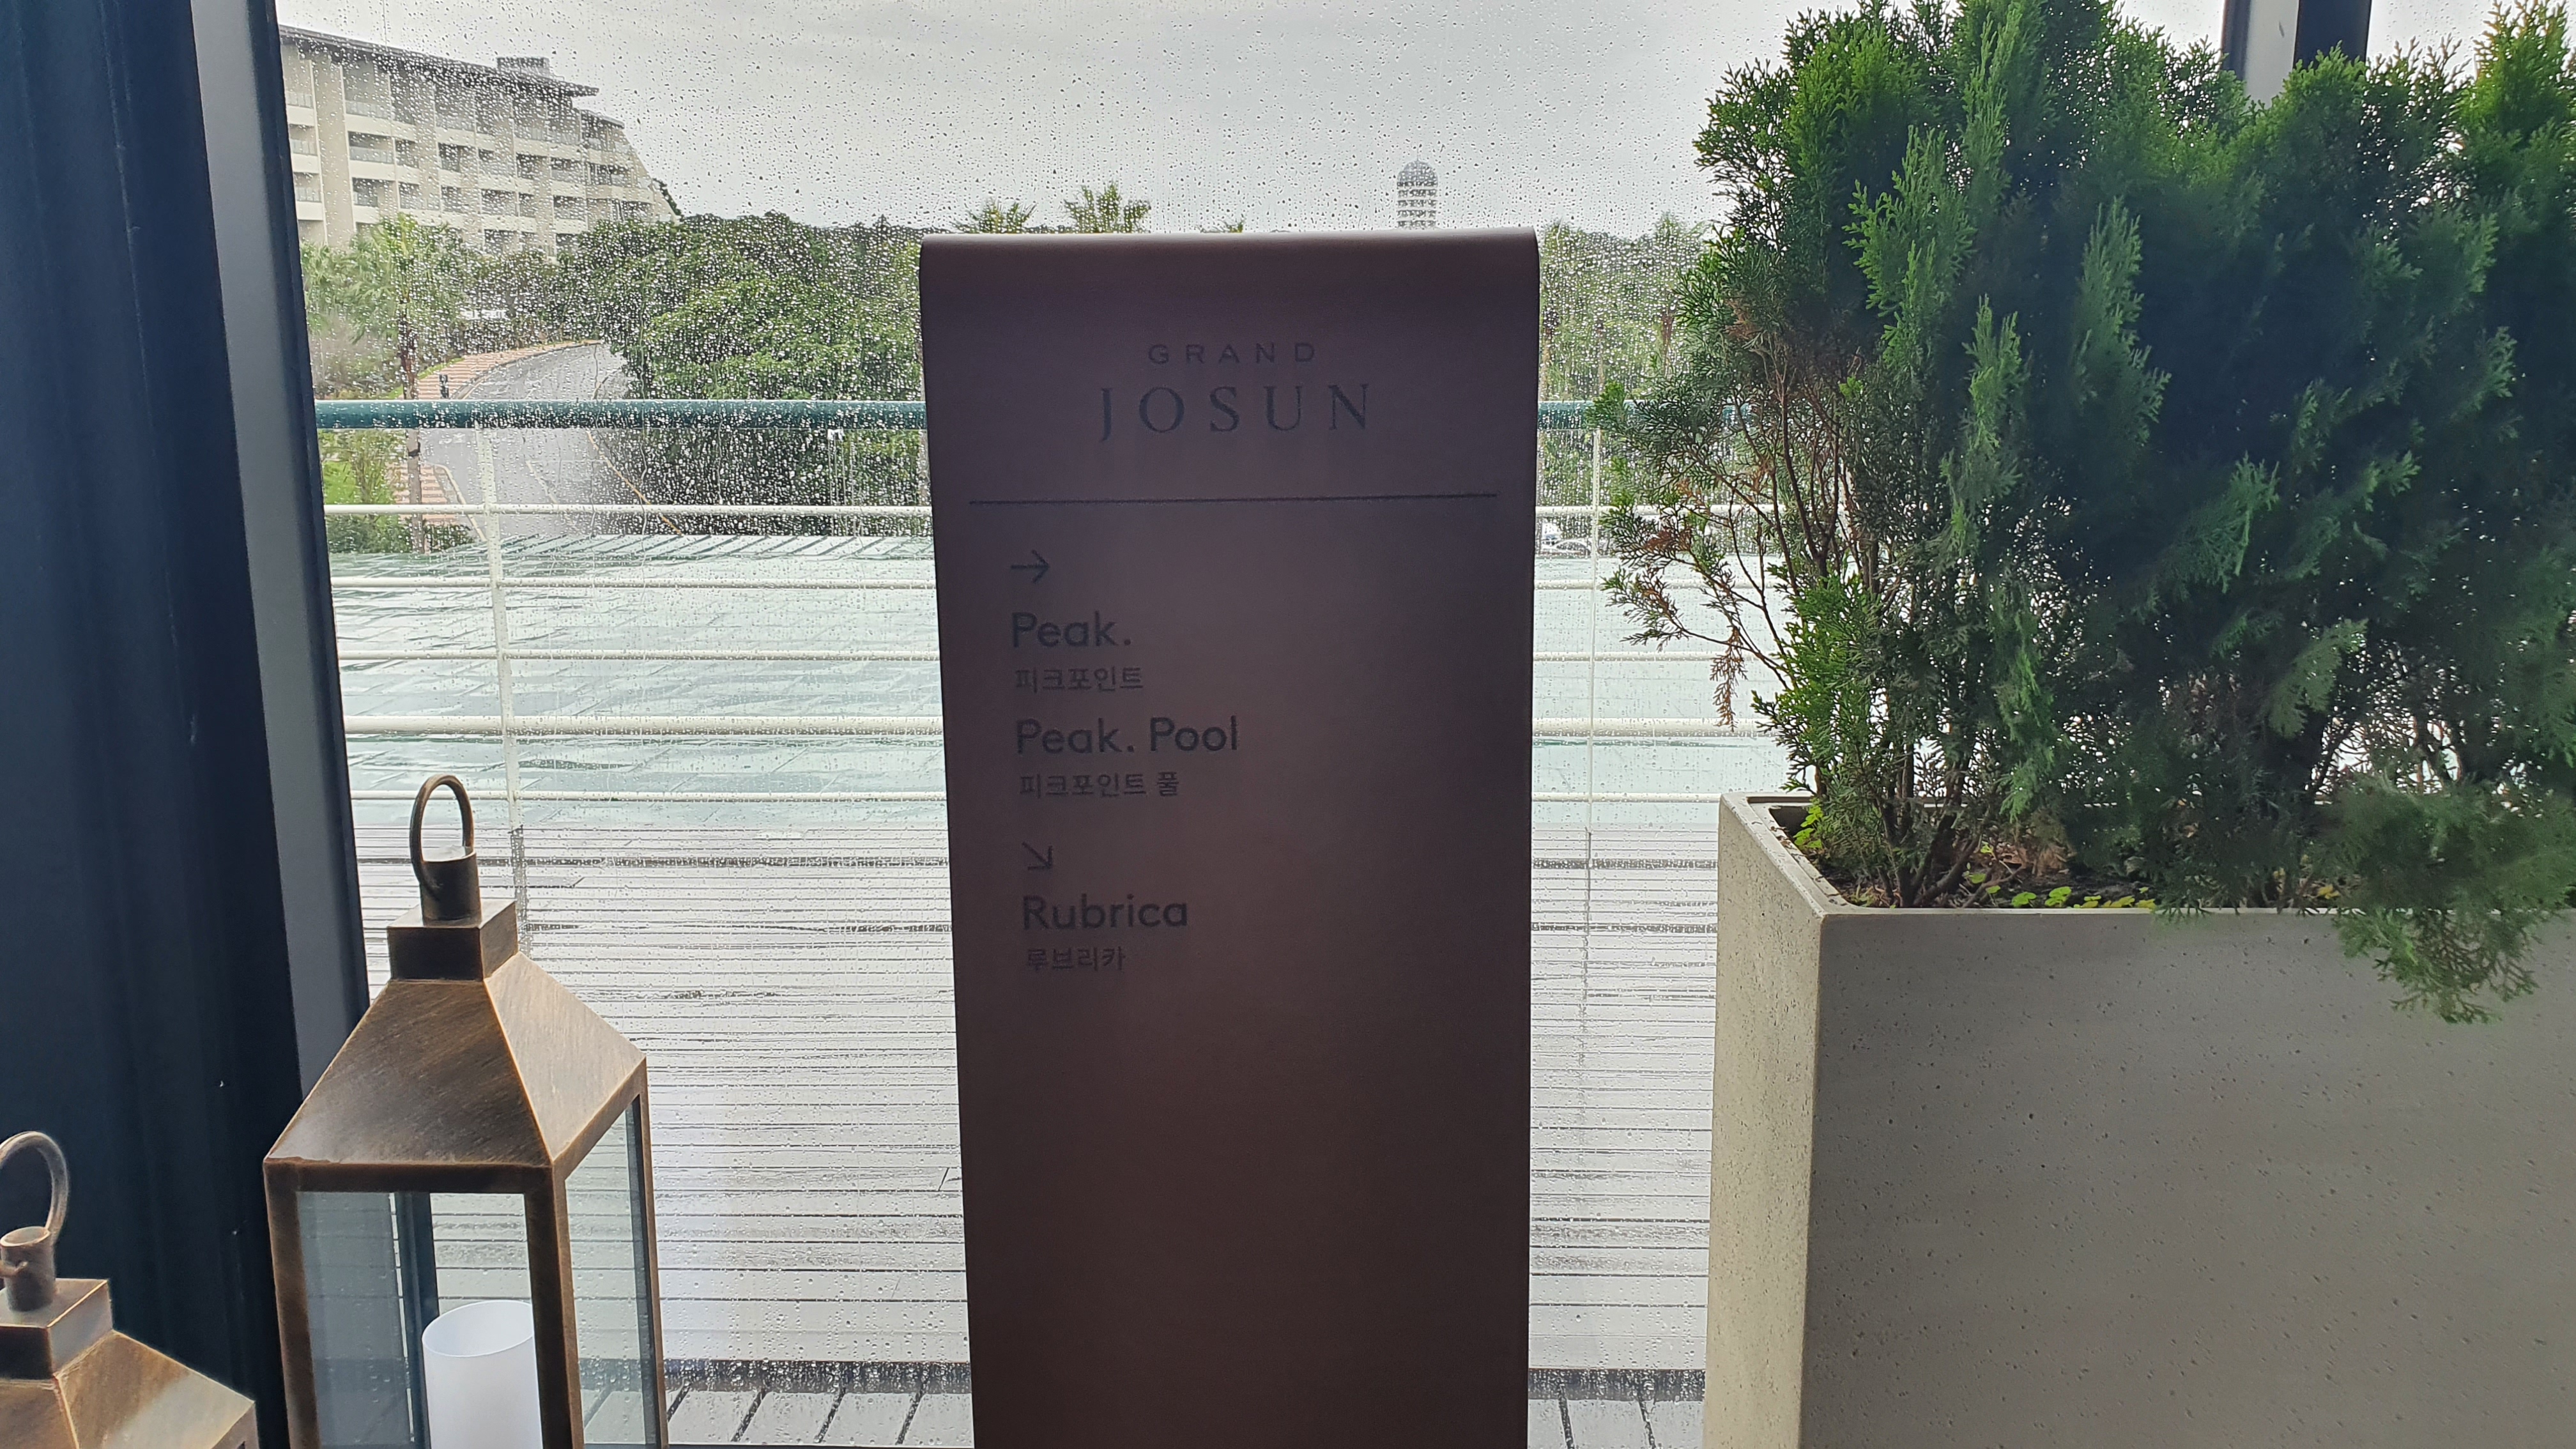 GRAND
JOSUN
→
Peak.
피크포인트
Peak. Pool
피크포인트 풀
↘
Rubrica
루브리카